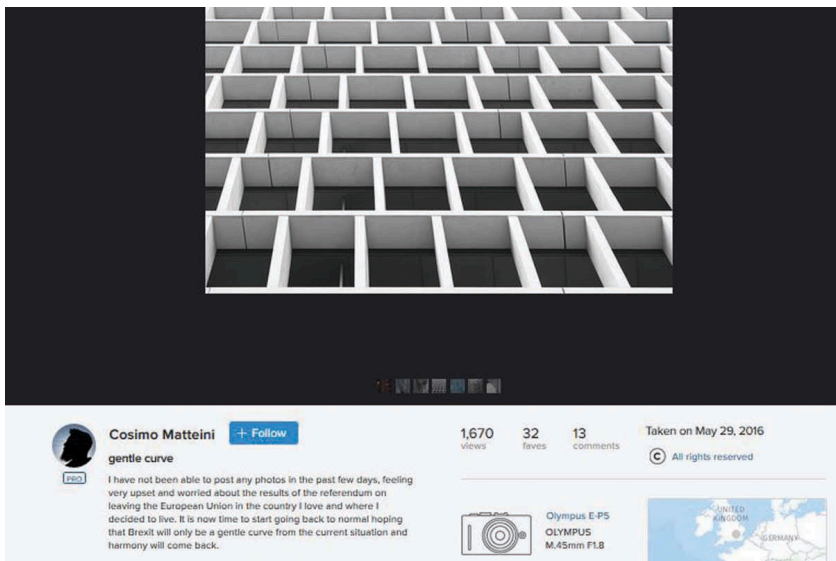 Cosimo Matteini
+ Follow
gentle curve
PRO
I have not been able to post any photos in the past few days, feeling
very upset and worried about the results of the referendum on
leaving the European Union in the country I love and where I
decided to live. It is now time to start going back to normal hoping
that Brexit will only be a gentle curve from the current situation and
harmony will come back.
1,670
views
32
faves
13
comments
Taken on May 29, 2016
C All rights reserved
Olympus E-P5
OLYMPUS
M.45mm F1.8
UNITED
KINGDOM
GERMANY